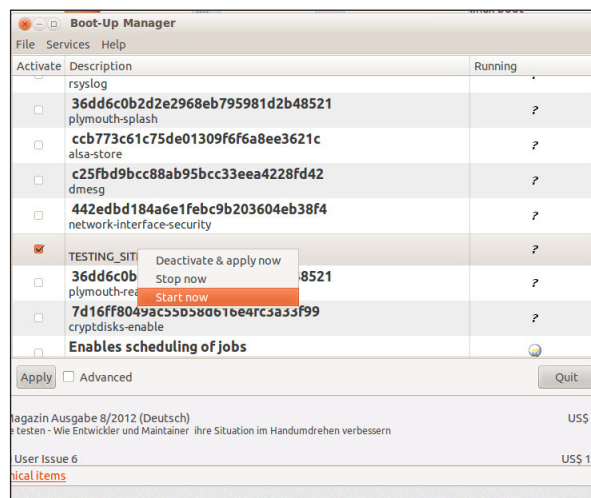 Boot-Up Manager
File Services Help
Activate Description Running
rsyslog
36dd6c0b2d2e2968eb795981d2b48521
plymouth-splash ?
ccb773c61c75de01309f6f6a8ee3621c
alsa-store ?
c25fbd9bcc88ab95bcc33eea4228fd42
dmesg ?
442edbd184a6e1febc9b203604eb38f4
network-interface-security ?
TESTING_SIT ?
Deactivate & apply now
Stop now
Start now
36dd6c0b 8521
plymouth-rea ?
7d16ff8049ac55b58d616e4fc3a33f99
cryptdisks-enable ?
Enables scheduling of jobs
Apply Advanced Quit
Magazin Ausgabe 8/2012 (Deutsch) US$
e testen - Wie Entwickler und Maintainer ihre Situation im Handumdrehen verbessern
User Issue 6 US$ 1
nical items